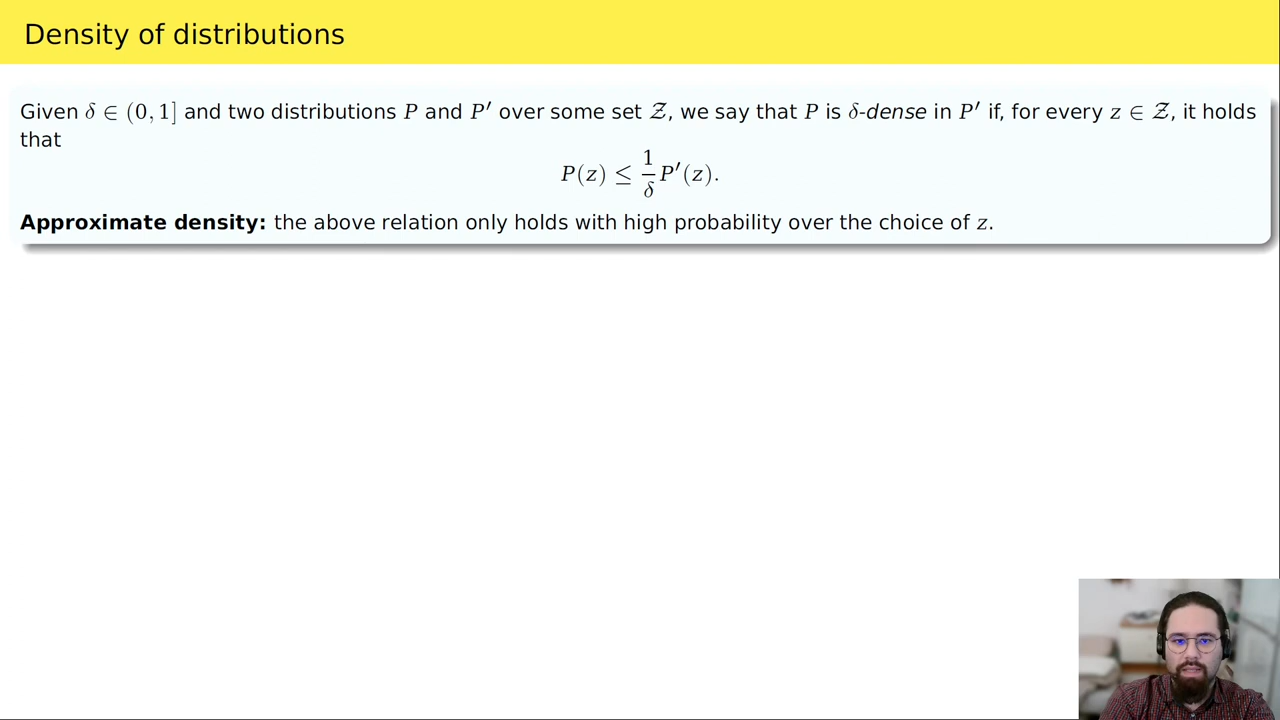 Density of distributions
Given δ ∈ (0, 1] and two distributions P and P′ over some set 𝒵, we say that P is δ-dense in P′ if, for every z ∈ 𝒵, it holds
that
P(z) ≤ 1/δ P′(z).
Approximate density: the above relation only holds with high probability over the choice of z.